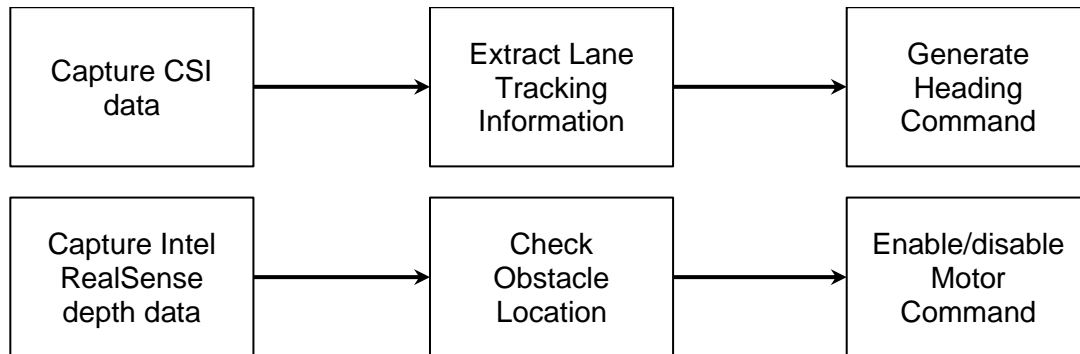 Capture CSI
data
Extract Lane
Tracking
Information
Generate
Heading
Command
Capture Intel
RealSense
depth data
Check
Obstacle
Location
Enable/disable
Motor
Command